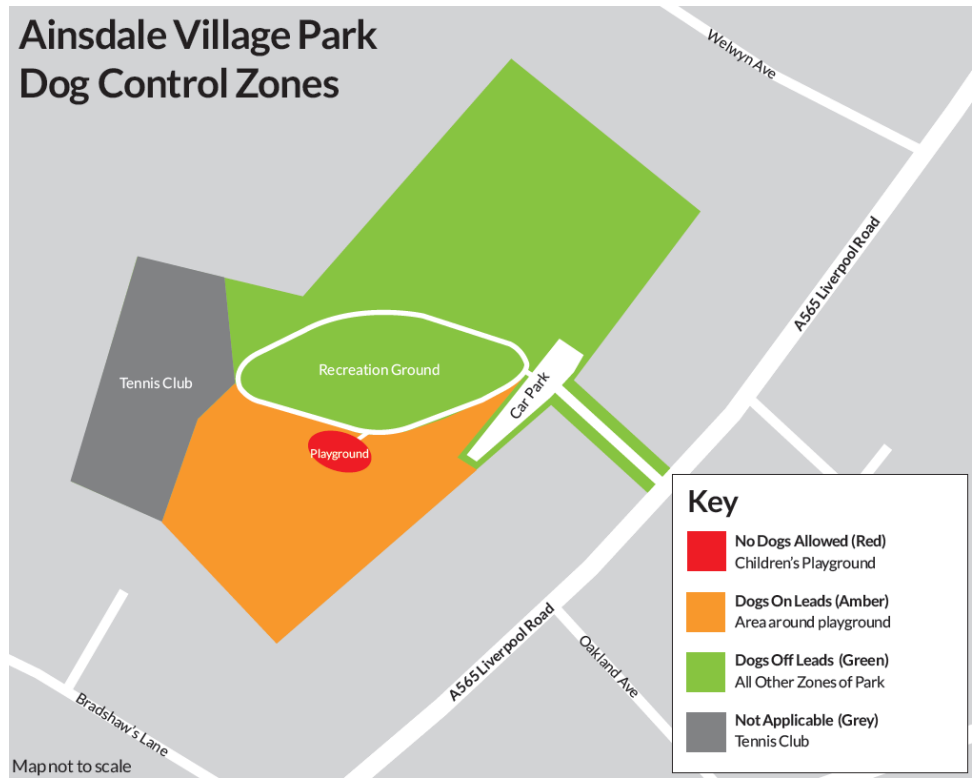 Ainsdale Village Park
Dog Control Zones
Welwyn Ave
A565 Liverpool Road
Tennis Club
Recreation Ground
Car Park
Playground
A565 Liverpool Road
Oakland Ave
Bradshaw's Lane
Map not to scale
Key
No Dogs Allowed (Red)
Children's Playground
Dogs On Leads (Amber)
Area around playground
Dogs Off Leads (Green)
All Other Zones of Park
Not Applicable (Grey)
Tennis Club